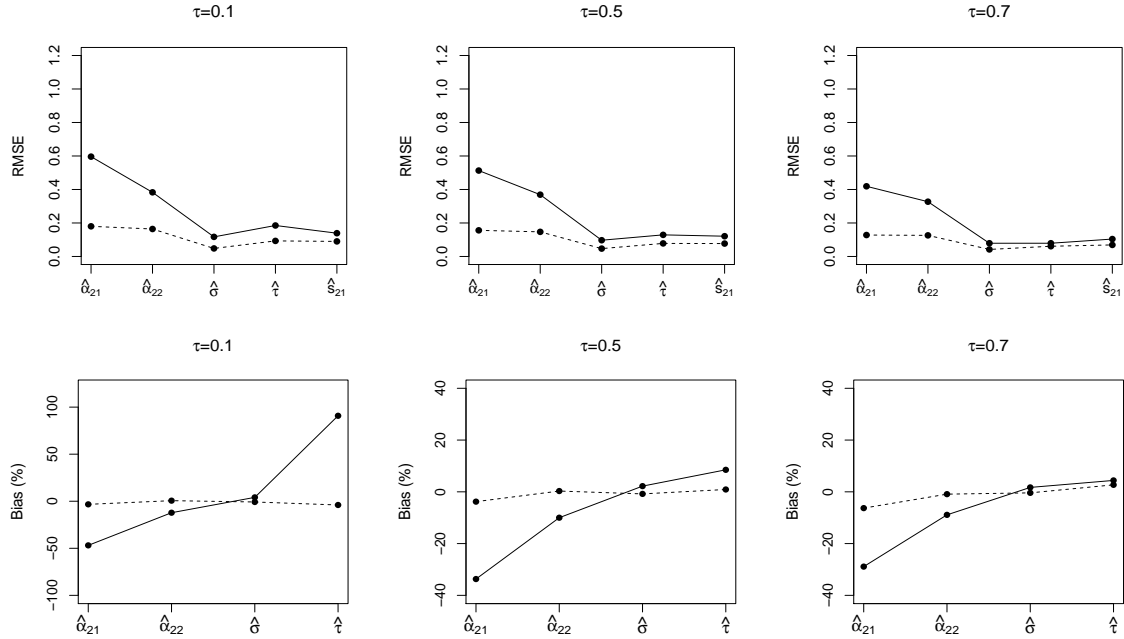 τ=0.1
RMSE
0.0 0.2 0.4 0.6 0.8 1.0 1.2
α̂₂₁ α̂₂₂ σ̂ τ̂ ŝ₂₁
τ=0.5
RMSE
0.0 0.2 0.4 0.6 0.8 1.0 1.2
α̂₂₁ α̂₂₂ σ̂ τ̂ ŝ₂₁
τ=0.7
RMSE
0.0 0.2 0.4 0.6 0.8 1.0 1.2
α̂₂₁ α̂₂₂ σ̂ τ̂ ŝ₂₁
τ=0.1
Bias (%)
−100 −50 0 50 100
α̂₂₁ α̂₂₂ σ̂ τ̂
τ=0.5
Bias (%)
−40 −20 0 20 40
α̂₂₁ α̂₂₂ σ̂ τ̂
τ=0.7
Bias (%)
−40 −20 0 20 40
α̂₂₁ α̂₂₂ σ̂ τ̂